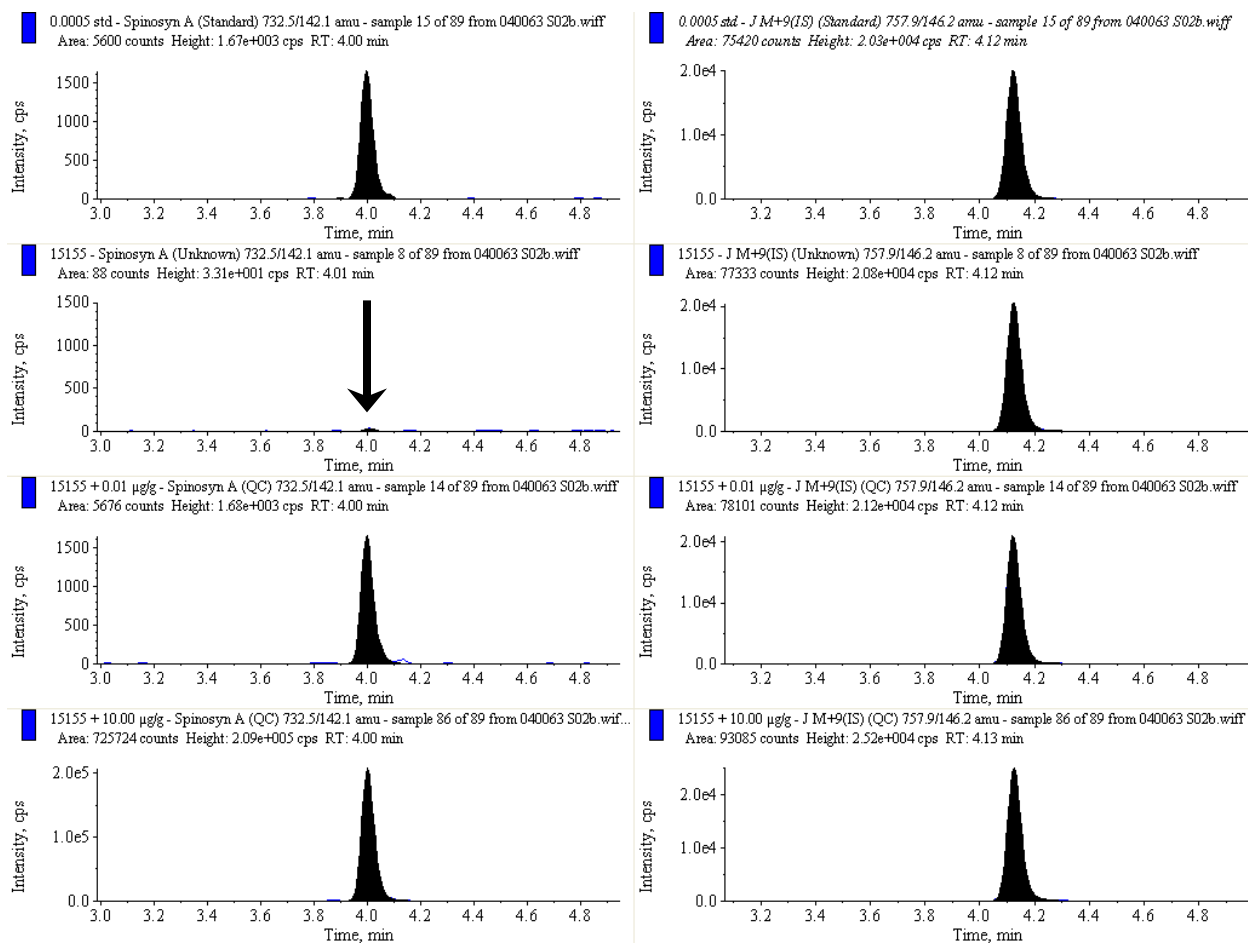 0.0005 std - Spinosyn A (Standard) 732.5/142.1 amu - sample 15 of 89 from 040063 S02b.wiff
Area: 5600 counts Height: 1.67e+003 cps RT: 4.00 min
1500
1000
500
0
Intensity, cps
3.0 3.2 3.4 3.6 3.8 4.0 4.2 4.4 4.6 4.8
Time, min
0.0005 std - J M+9(IS) (Standard) 757.9/146.2 amu - sample 15 of 89 from 040063 S02b.wiff
Area: 75420 counts Height: 2.03e+004 cps RT: 4.12 min
2.0e4
1.0e4
0.0
Intensity, cps
3.2 3.4 3.6 3.8 4.0 4.2 4.4 4.6 4.8
Time, min
15155 - Spinosyn A (Unknown) 732.5/142.1 amu - sample 8 of 89 from 040063 S02b.wiff
Area: 88 counts Height: 3.31e+001 cps RT: 4.01 min
1500
1000
500
0
Intensity, cps
3.0 3.2 3.4 3.6 3.8 4.0 4.2 4.4 4.6 4.8
Time, min
15155 - J M+9(IS) (Unknown) 757.9/146.2 amu - sample 8 of 89 from 040063 S02b.wiff
Area: 77333 counts Height: 2.08e+004 cps RT: 4.12 min
2.0e4
1.0e4
0.0
Intensity, cps
3.2 3.4 3.6 3.8 4.0 4.2 4.4 4.6 4.8
Time, min
15155 + 0.01 µg/g - Spinosyn A (QC) 732.5/142.1 amu - sample 14 of 89 from 040063 S02b.wiff
Area: 5676 counts Height: 1.68e+003 cps RT: 4.00 min
1500
1000
500
0
Intensity, cps
3.0 3.2 3.4 3.6 3.8 4.0 4.2 4.4 4.6 4.8
Time, min
15155 + 0.01 µg/g - J M+9(IS) (QC) 757.9/146.2 amu - sample 14 of 89 from 040063 S02b.wiff
Area: 78101 counts Height: 2.12e+004 cps RT: 4.12 min
2.0e4
1.0e4
0.0
Intensity, cps
3.2 3.4 3.6 3.8 4.0 4.2 4.4 4.6 4.8
Time, min
15155 + 10.00 µg/g - Spinosyn A (QC) 732.5/142.1 amu - sample 86 of 89 from 040063 S02b.wif...
Area: 725724 counts Height: 2.09e+005 cps RT: 4.00 min
2.0e5
1.0e5
0.0
Intensity, cps
3.0 3.2 3.4 3.6 3.8 4.0 4.2 4.4 4.6 4.8
Time, min
15155 + 10.00 µg/g - J M+9(IS) (QC) 757.9/146.2 amu - sample 86 of 89 from 040063 S02b.wiff
Area: 93085 counts Height: 2.52e+004 cps RT: 4.13 min
2.0e4
1.0e4
0.0
Intensity, cps
3.2 3.4 3.6 3.8 4.0 4.2 4.4 4.6 4.8
Time, min